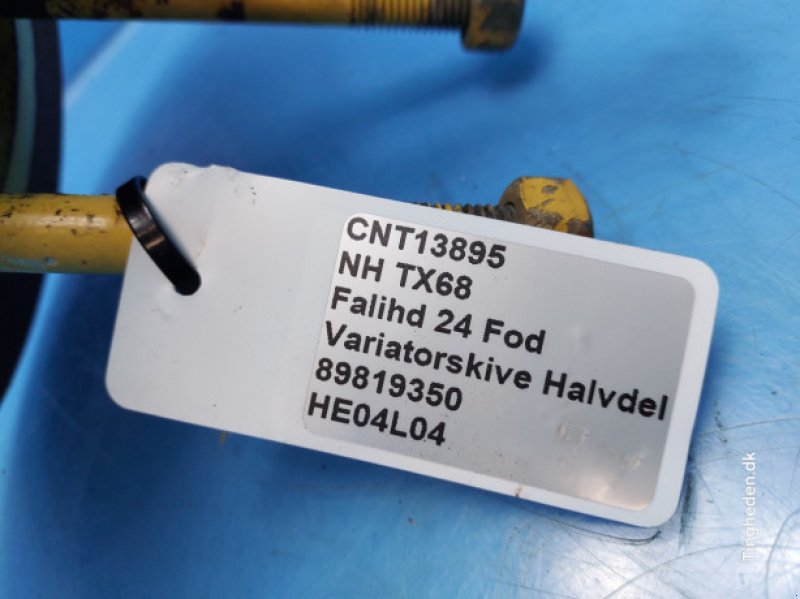 CNT13895
NH TX68
Falihd 24 Fod
Variatorskive Halvdel
89819350
HE04L04
Tingheden.dk